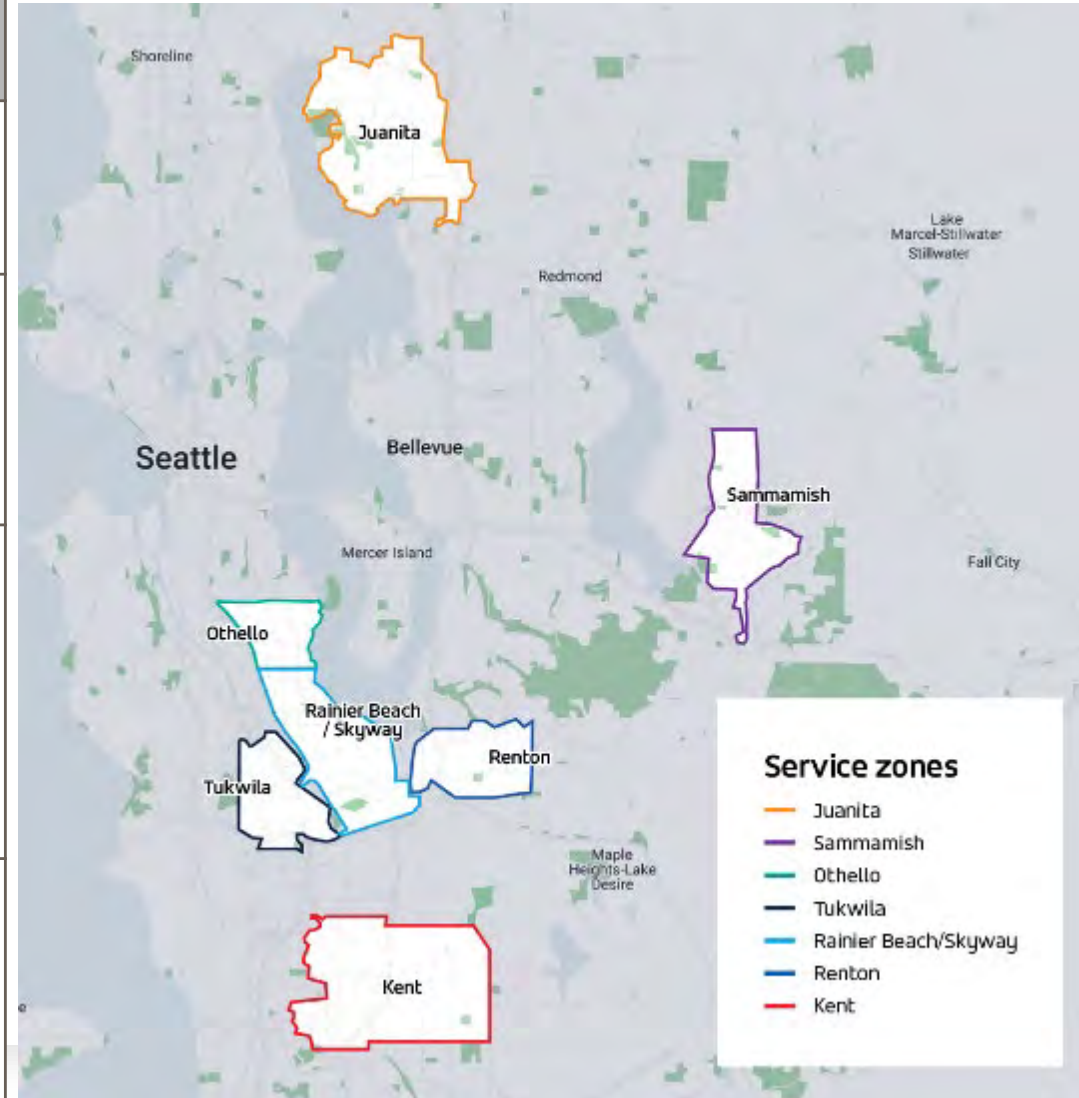 Shoreline
Juanita
Lake
Marcel-Stillwater
Stillwater
Redmond
Seattle
Bellevue
Sammamish
Mercer Island
Fall City
Othello
Rainier Beach
/ Skyway
Renton
Tukwila
Maple
Heights-Lake
Desire
Kent
Service zones
Juanita
Sammamish
Othello
Tukwila
Rainier Beach/Skyway
Renton
Kent
e